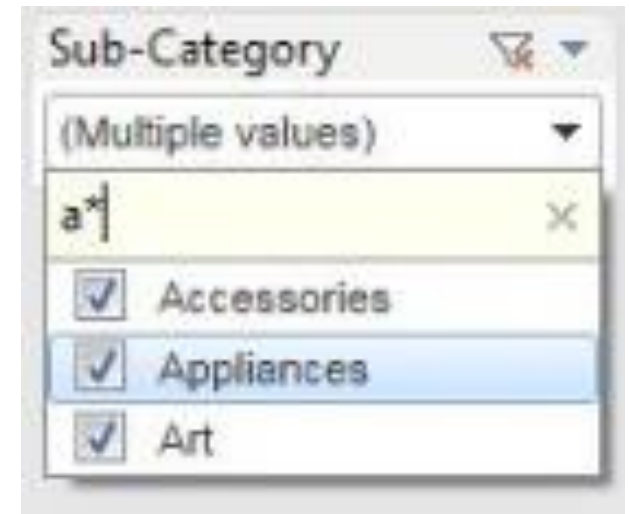 Sub-Category
(Multiple values)
a*
Accessories
Appliances
Art